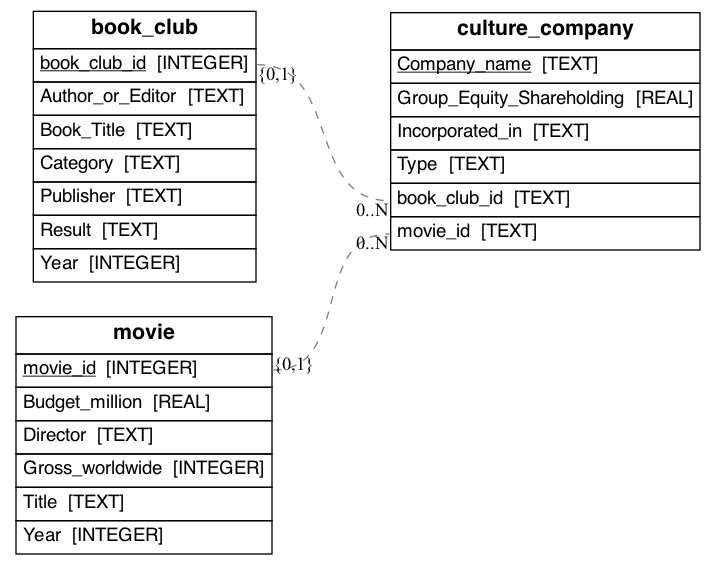 book_club
book_club_id [INTEGER]
Author_or_Editor [TEXT]
Book_Title [TEXT]
Category [TEXT]
Publisher [TEXT]
Result [TEXT]
Year [INTEGER]
{0,1}
culture_company
Company_name [TEXT]
Group_Equity_Shareholding [REAL]
Incorporated_in [TEXT]
Type [TEXT]
book_club_id [TEXT]
movie_id [TEXT]
0..N
0..N
movie
movie_id [INTEGER]
Budget_million [REAL]
Director [TEXT]
Gross_worldwide [INTEGER]
Title [TEXT]
Year [INTEGER]
{0,1}